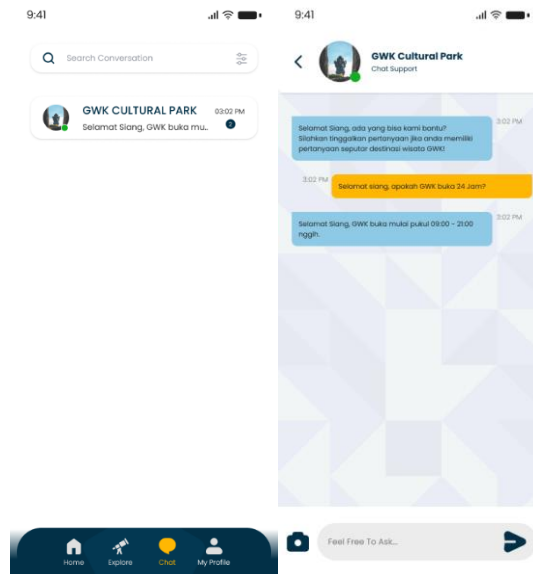 9:41
Search Conversation
GWK CULTURAL PARK
03:02 PM
Selamat Siang, GWK buka mu..
2
Home
Explore
Chat
My Profile
9:41
GWK Cultural Park
Chat Support
3:02 PM
Selamat Siang, ada yang bisa kami bantu?
Silahkan tinggalkan pertanyaan jika anda memiliki
pertanyaan seputar destinasi wisata GWK!
3:02 PM
Selamat siang, apakah GWK buka 24 Jam?
3:02 PM
Selamat Siang, GWK buka mulai pukul 09:00 - 21:00
nggih.
Feel Free To Ask...